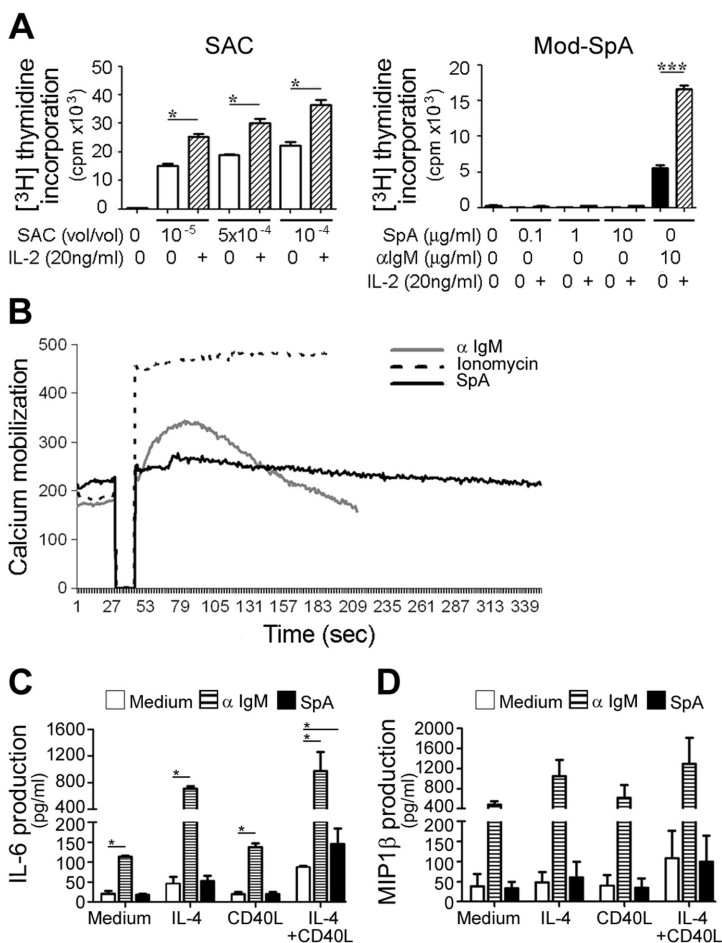 A
SAC
Mod-SpA
[³H] thymidine
incorporation
(cpm x10³)
50
40
30
20
10
0
*
*
*
SAC (vol/vol) 0 10⁻⁵ 5x10⁻⁴ 10⁻⁴
IL-2 (20ng/ml) 0 0 + 0 + 0 +
[³H] thymidine
incorporation
(cpm x10³)
20
15
10
5
0
***
SpA (µg/ml) 0 0.1 1 10 0
αIgM (µg/ml) 0 0 0 0 10
IL-2 (20ng/ml) 0 0 + 0 + 0 + 0 +
B
Calcium mobilization
500
400
300
200
100
0
α IgM
Ionomycin
SpA
1 27 53 79 105 131 157 183 209 235 261 287 313 339
Time (sec)
C
Medium α IgM SpA
IL-6 production
(pg/ml)
1600
1200
800
400
200
150
100
50
0
*
*
*
*
*
Medium IL-4 CD40L IL-4
+CD40L
D
Medium α IgM SpA
MIP1β production
(pg/ml)
2000
1600
1200
800
400
200
150
100
50
0
Medium IL-4 CD40L IL-4
+CD40L